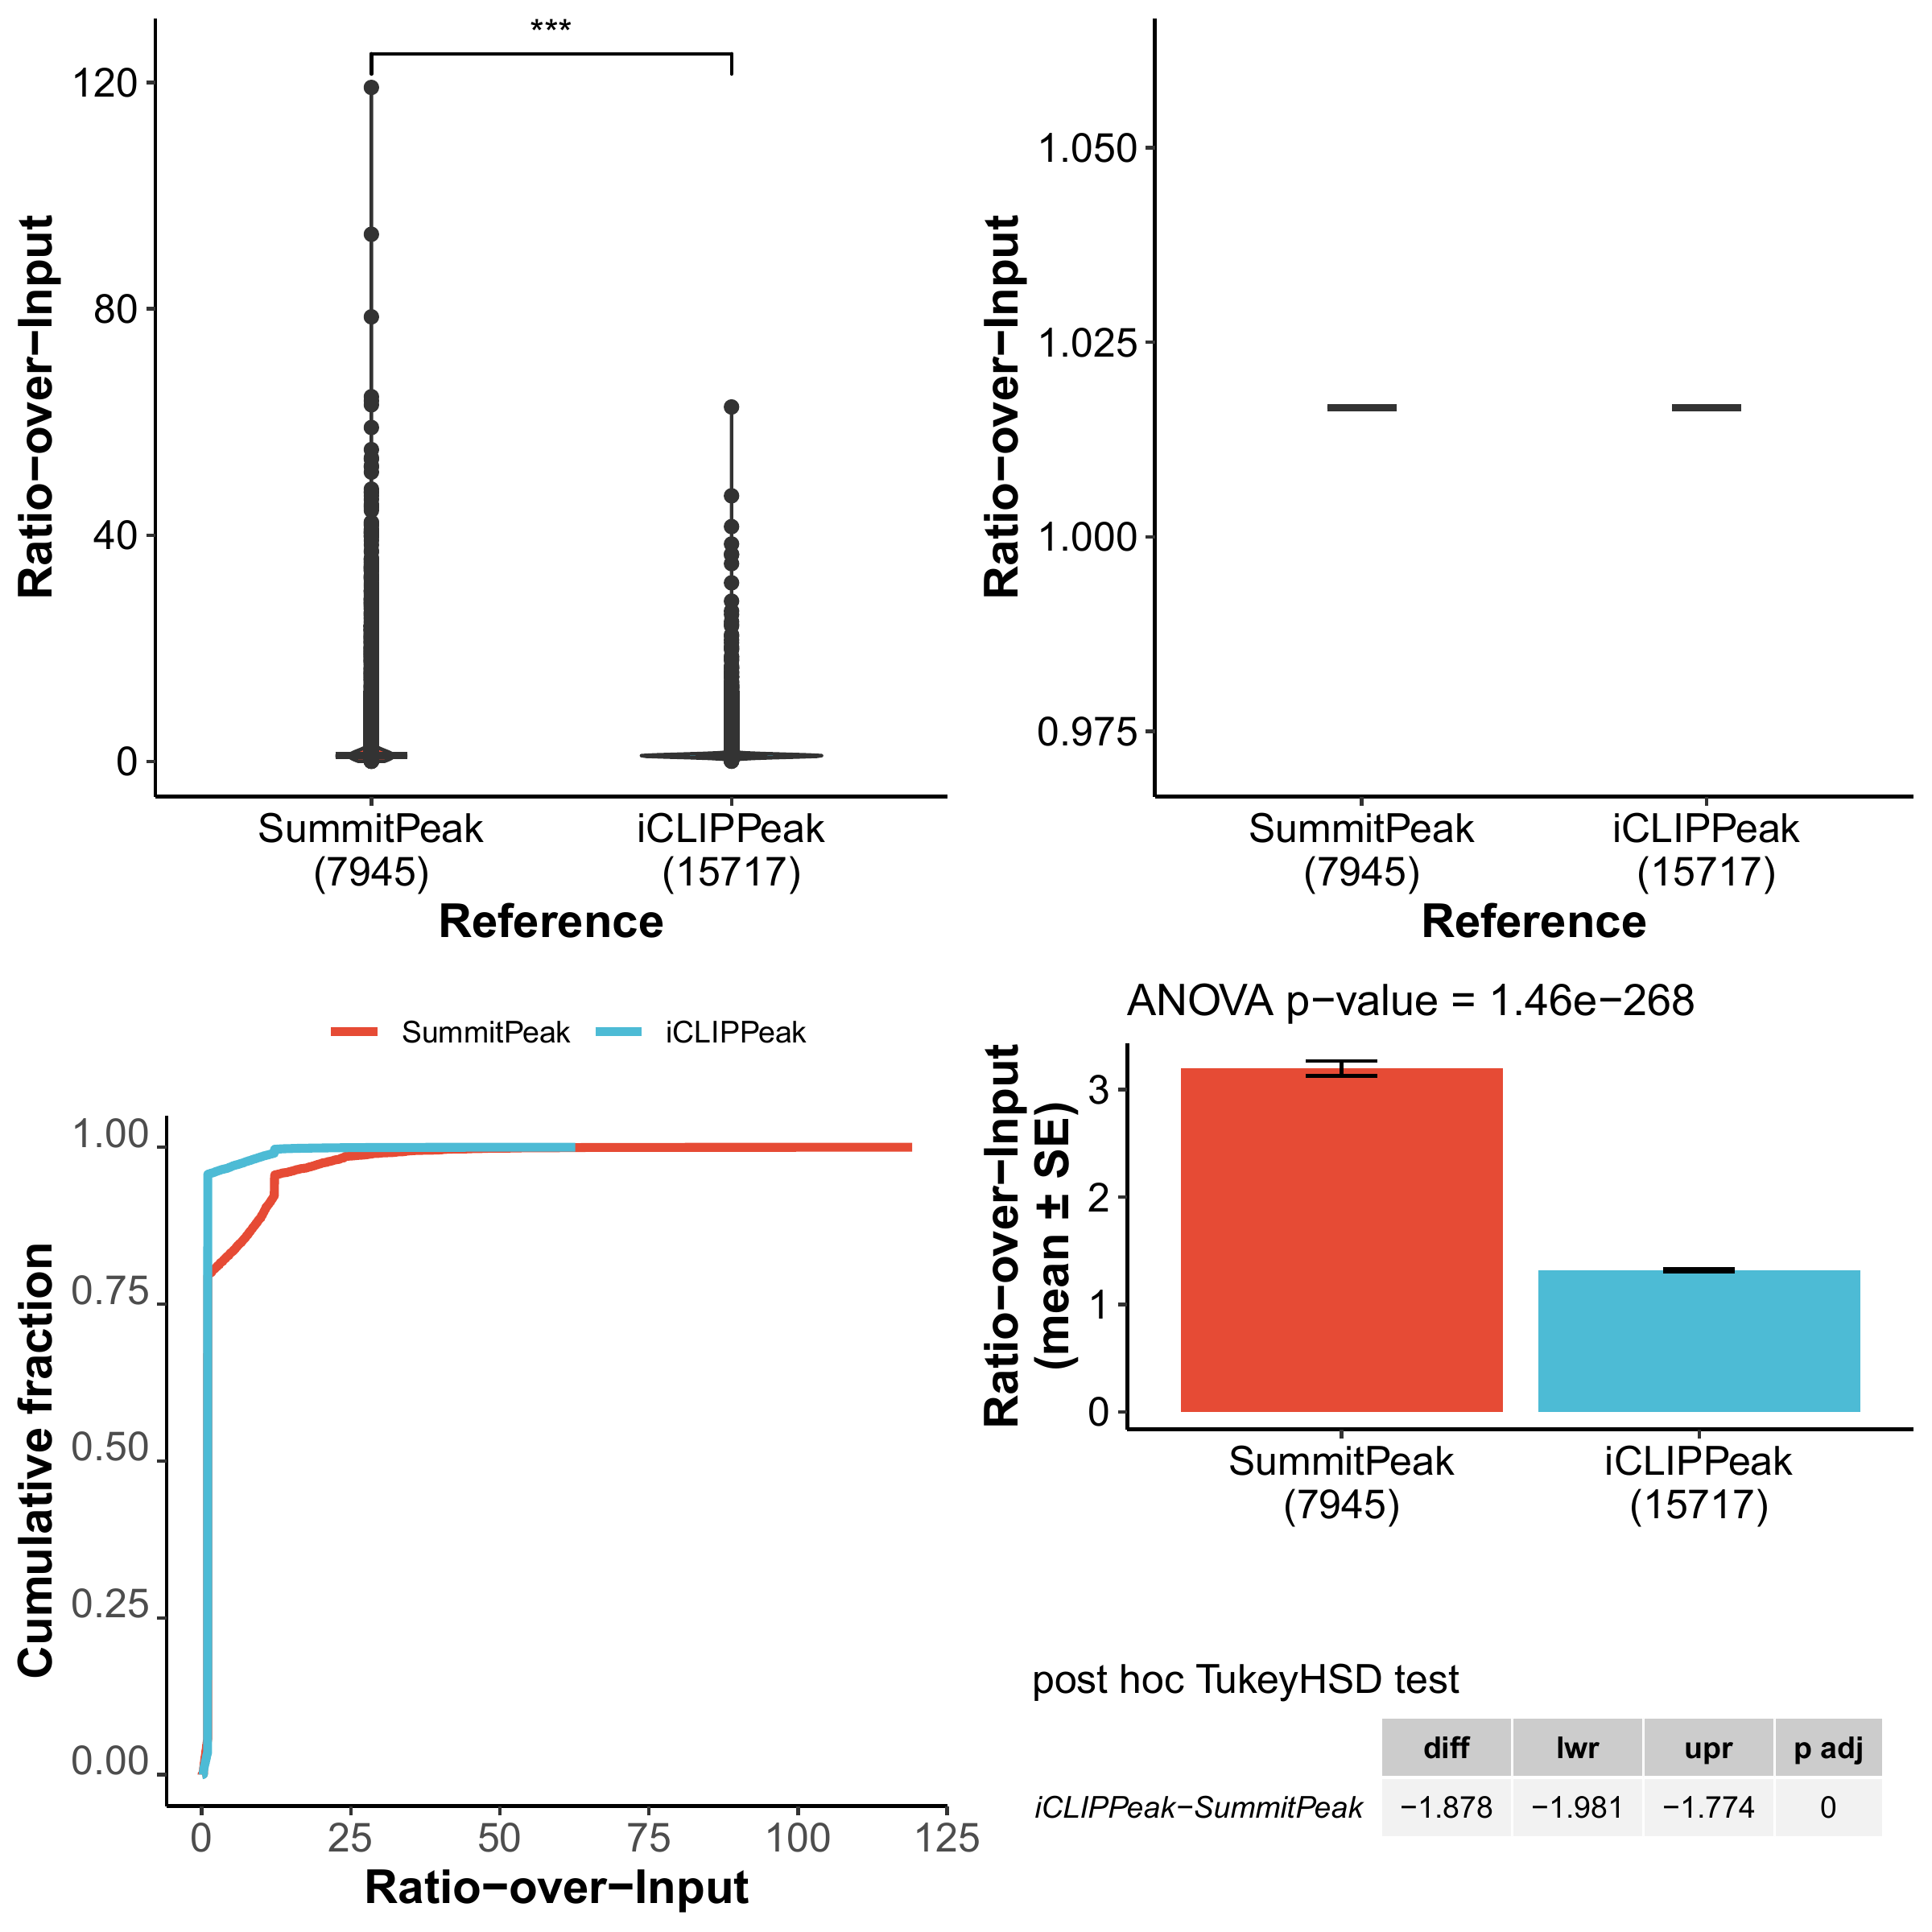 ***
120
80
40
0
Ratio−over−Input
SummitPeak
(7945)
iCLIPPeak
(15717)
Reference
1.050
1.025
1.000
0.975
Ratio−over−Input
SummitPeak
(7945)
iCLIPPeak
(15717)
Reference
SummitPeak
iCLIPPeak
1.00
0.75
0.50
0.25
0.00
Cumulative fraction
0
25
50
75
100
125
Ratio−over−Input
ANOVA p−value = 1.46e−268
Ratio−over−Input
(mean ± SE)
3
2
1
0
SummitPeak
(7945)
iCLIPPeak
(15717)
post hoc TukeyHSD test
diff lwr upr p adj
iCLIPPeak−SummitPeak −1.878 −1.981 −1.774 0